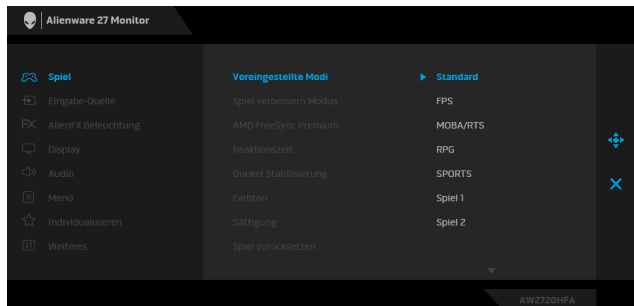 Alienware 27 Monitor
Spiel
Eingabe-Quelle
AlienFX Beleuchtung
Display
Audio
Menü
Individualisieren
Weiteres
Voreingestellte Modi
Spiel verbessern Modus
AMD FreeSync Premium
Reaktionszeit
Dunkel Stabilisierung
Farbton
Sättigung
Spiel zurücksetzen
Standard
FPS
MOBA/RTS
RPG
SPORTS
Spiel 1
Spiel 2
AW2720HFA